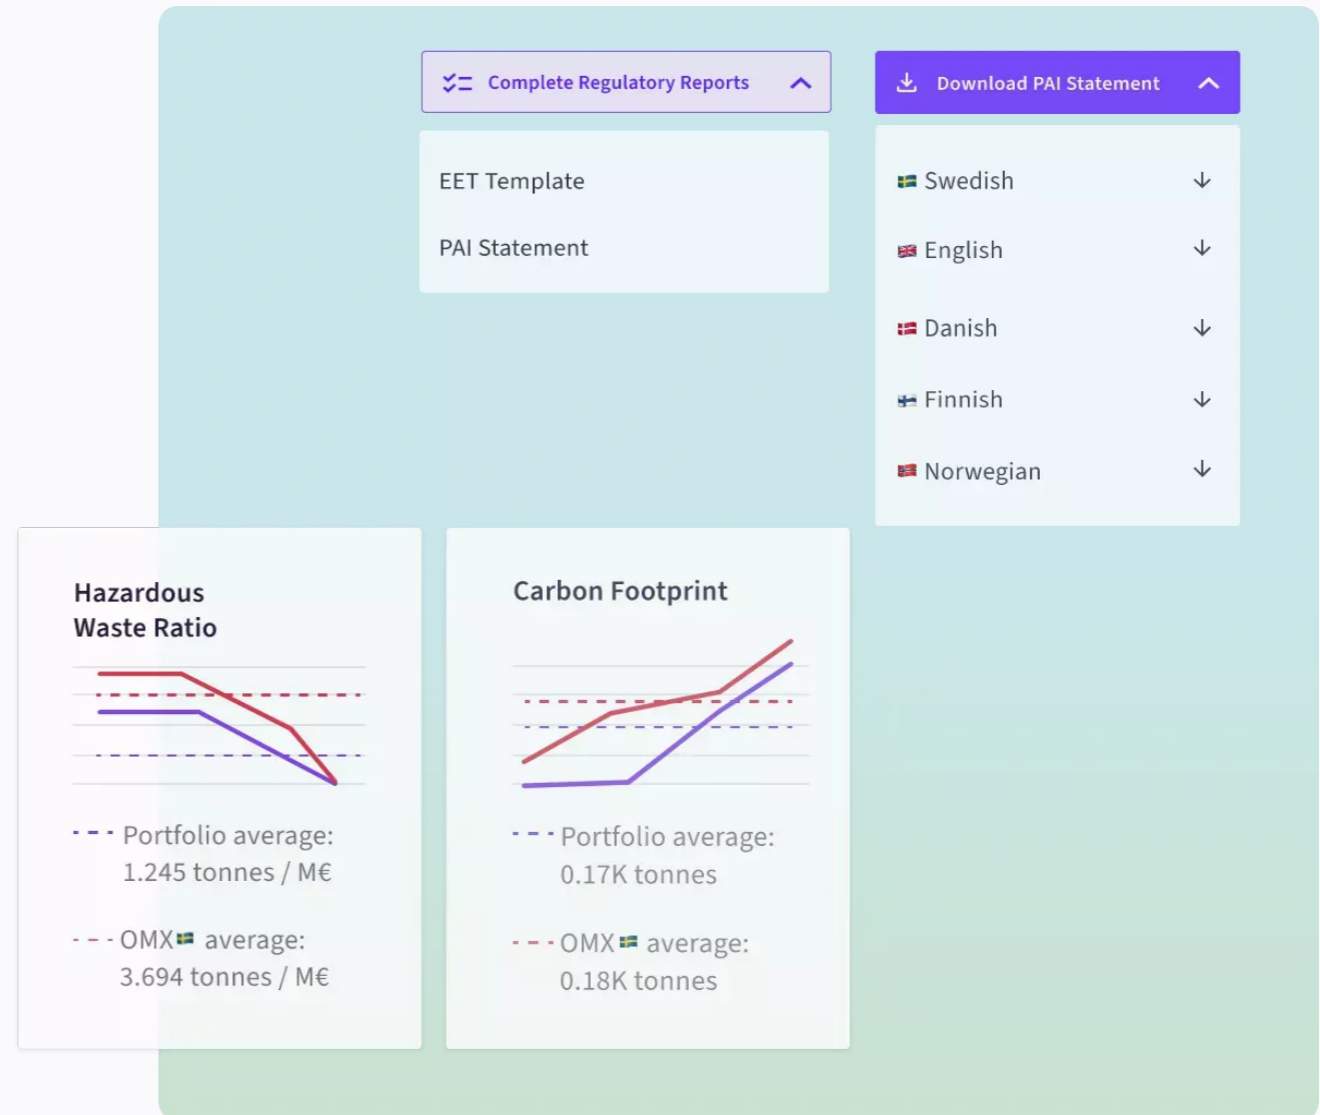 Complete Regulatory Reports
EET Template
PAI Statement
Download PAI Statement
Swedish
English
Danish
Finnish
Norwegian
Hazardous
Waste Ratio
Portfolio average:
1.245 tonnes / M€
OMX average:
3.694 tonnes / M€
Carbon Footprint
Portfolio average:
0.17K tonnes
OMX average:
0.18K tonnes